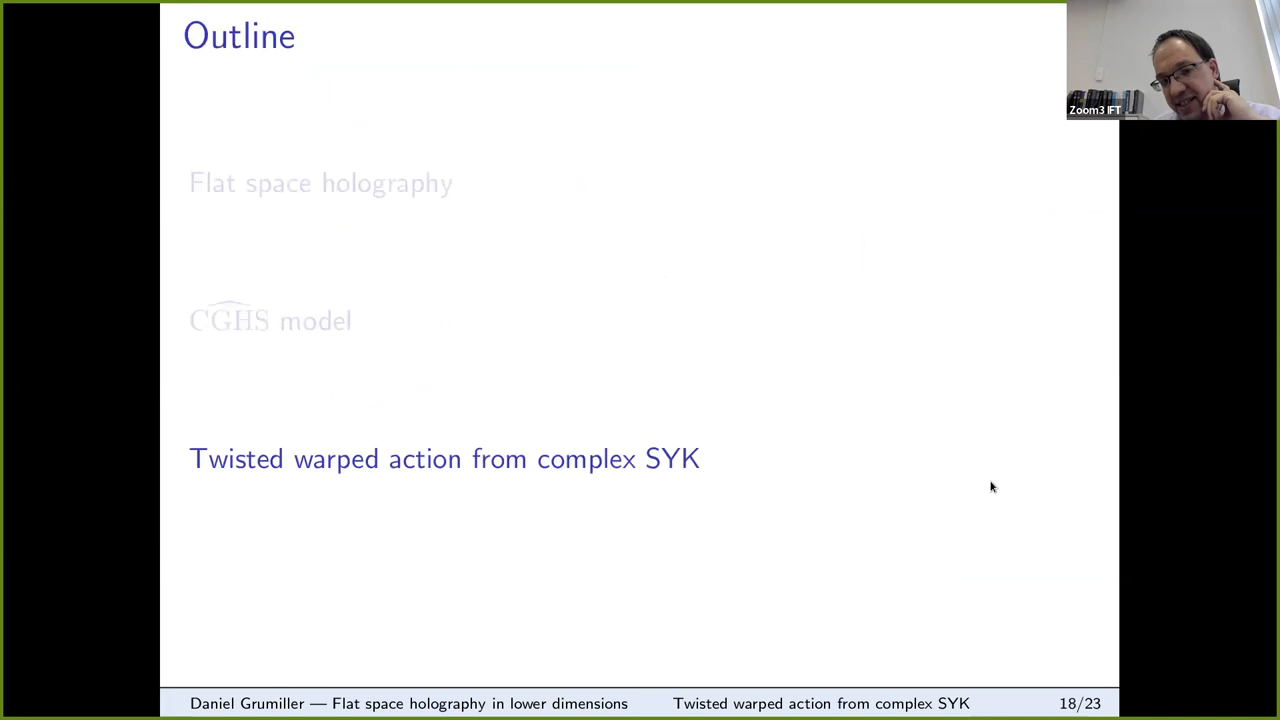 Outline
Zoom3 IFT
Flat space holography
C͡GHS model
Twisted warped action from complex SYK
Daniel Grumiller — Flat space holography in lower dimensions Twisted warped action from complex SYK 18/23